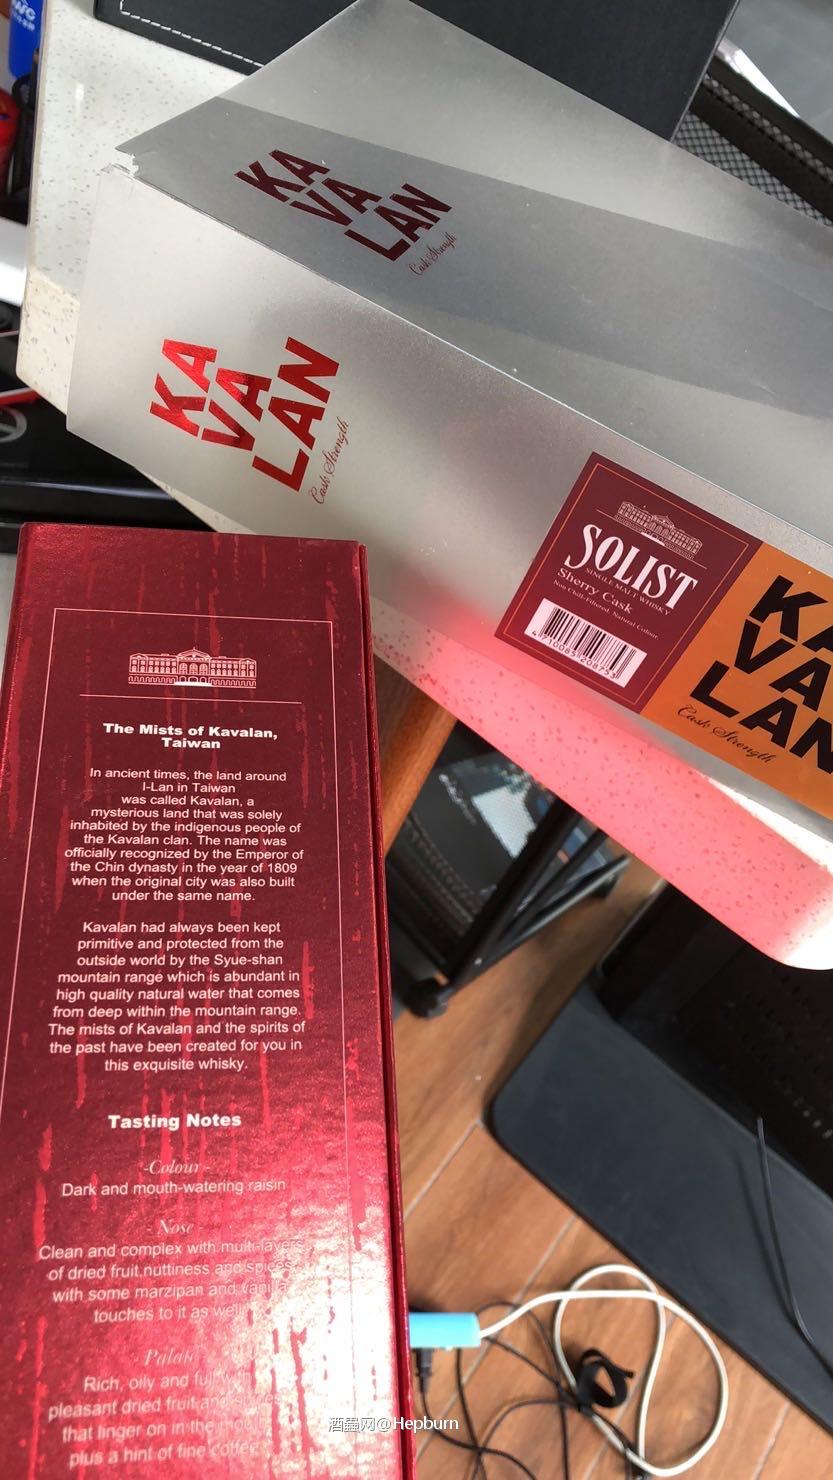 KA
VA
LAN
Cask Strength
KA
VA
LAN
Cask Strength
SOLIST
SINGLE MALT WHISKY
Sherry Cask
Non Chill-Filtered, Natural Colour
4 710085 208753
KA
VA
LAN
Cask Strength
The Mists of Kavalan,
Taiwan
In ancient times, the land around
I-Lan in Taiwan
was called Kavalan, a
mysterious land that was solely
inhabited by the indigenous people of
the Kavalan clan. The name was
officially recognized by the Emperor of
the Chin dynasty in the year of 1809
when the original city was also built
under the same name.
Kavalan had always been kept
primitive and protected from the
outside world by the Syue-shan
mountain range which is abundant in
high quality natural water that comes
from deep within the mountain range.
The mists of Kavalan and the spirits of
the past have been created for you in
this exquisite whisky.
Tasting Notes
-Colour-
Dark and mouth-watering raisin
-Nose-
Clean and complex with multi-layers
of dried fruit,nuttiness and spices
with some marzipan and vanilla
touches to it as well.
-Palate-
Rich, oily and full with
pleasant dried fruit and spices
that linger on in the mouth
plus a hint of fine coffee
酒蟲网@Hepburn